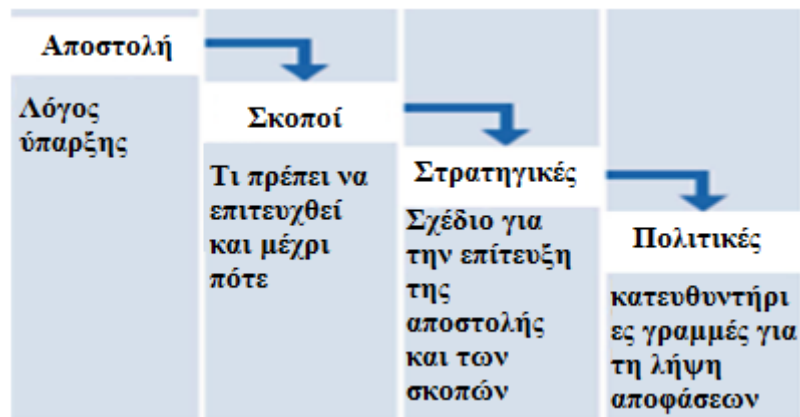 Αποστολή
Λόγος
ύπαρξης
Σκοποί
Τι πρέπει να
επιτευχθεί
και μέχρι
πότε
Στρατηγικές
Σχέδιο για
την επίτευξη
της
αποστολής
και των
σκοπών
Πολιτικές
κατευθυντήρι
ες γραμμές για
τη λήψη
αποφάσεων